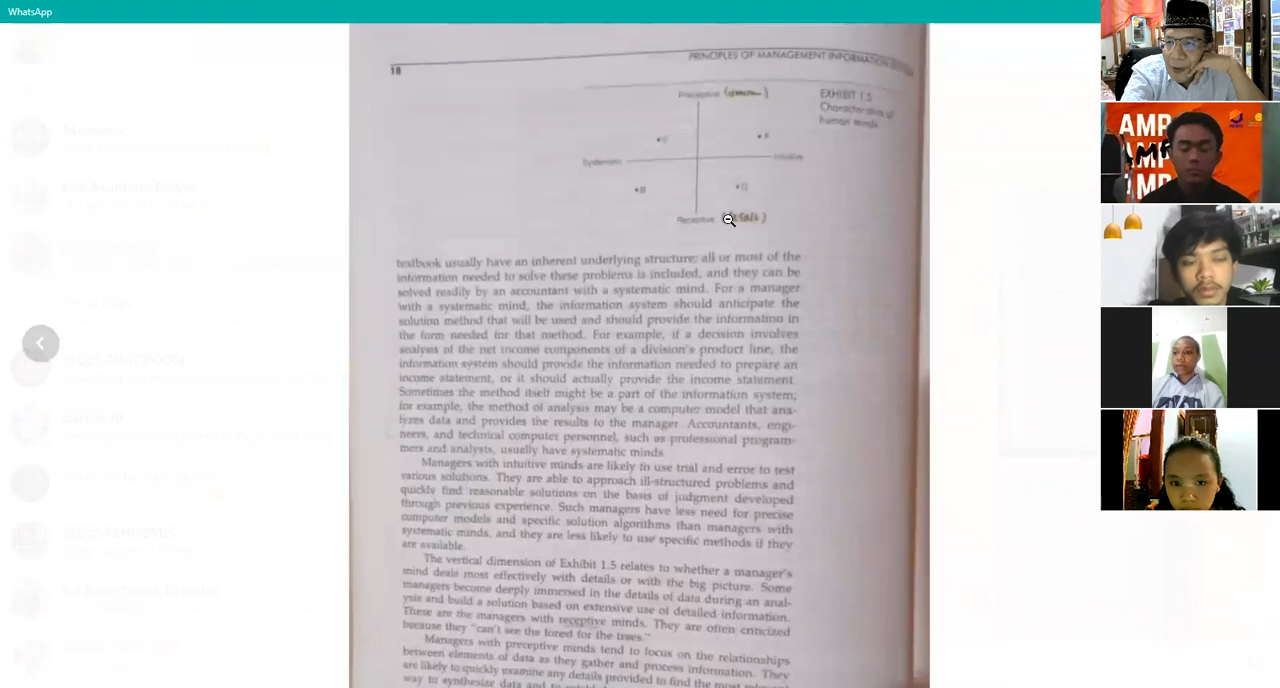 WhatsApp
18
PRINCIPLES OF MANAGEMENT INFORMATION
EXHIBIT 1.5
Characteristics of
human minds
Preceptive
C
Systematic
Intuitive
B
D
Receptive
textbook usually have an inherent underlying structure; all or most of the
information needed to solve these problems is included, and they can be
solved readily by an accountant with a systematic mind. For a manager
with a systematic mind, the information system should anticipate the
solution method that will be used and should provide the information in
the form needed for that method. For example, if a decision involves
analysis of the net income components of a division's product line, the
information system should provide the information needed to prepare an
income statement, or it should actually provide the income statement.
Sometimes the method itself might be a part of the information system;
for example, the method of analysis may be a computer model that ana-
lyzes data and provides the results to the manager. Accountants, engi-
neers, and technical computer personnel, such as professional program-
mers and analysts, usually have systematic minds.
Managers with intuitive minds are likely to use trial and error to test
various solutions. They are able to approach ill-structured problems and
quickly find reasonable solutions on the basis of judgment developed
through previous experience. Such managers have less need for precise
computer models and specific solution algorithms than managers with
systematic minds, and they are less likely to use specific methods if they
are available.
The vertical dimension of Exhibit 1.5 relates to whether a manager's
mind deals most effectively with details or with the big picture. Some
managers become deeply immersed in the details of data during an anal-
ysis and build a solution based on extensive use of detailed information.
These are the managers with receptive minds. They are often criticized
because they "can't see the forest for the trees."
Managers with preceptive minds tend to focus on the relationships
between elements of data as they gather and process information. They
are likely to quickly examine any details provided to find the most
way to synthesize data and to
AMP
AMP
AMP